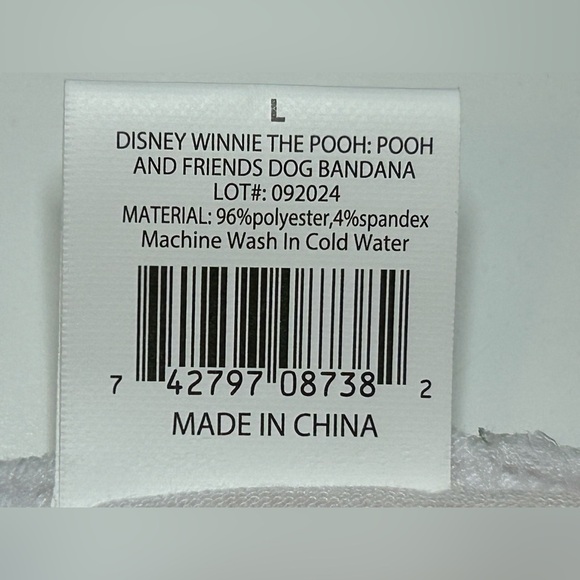 L
DISNEY WINNIE THE POOH: POOH
AND FRIENDS DOG BANDANA
LOT#: 092024
MATERIAL: 96%polyester,4%spandex
Machine Wash In Cold Water
7 42797 08738 2
MADE IN CHINA